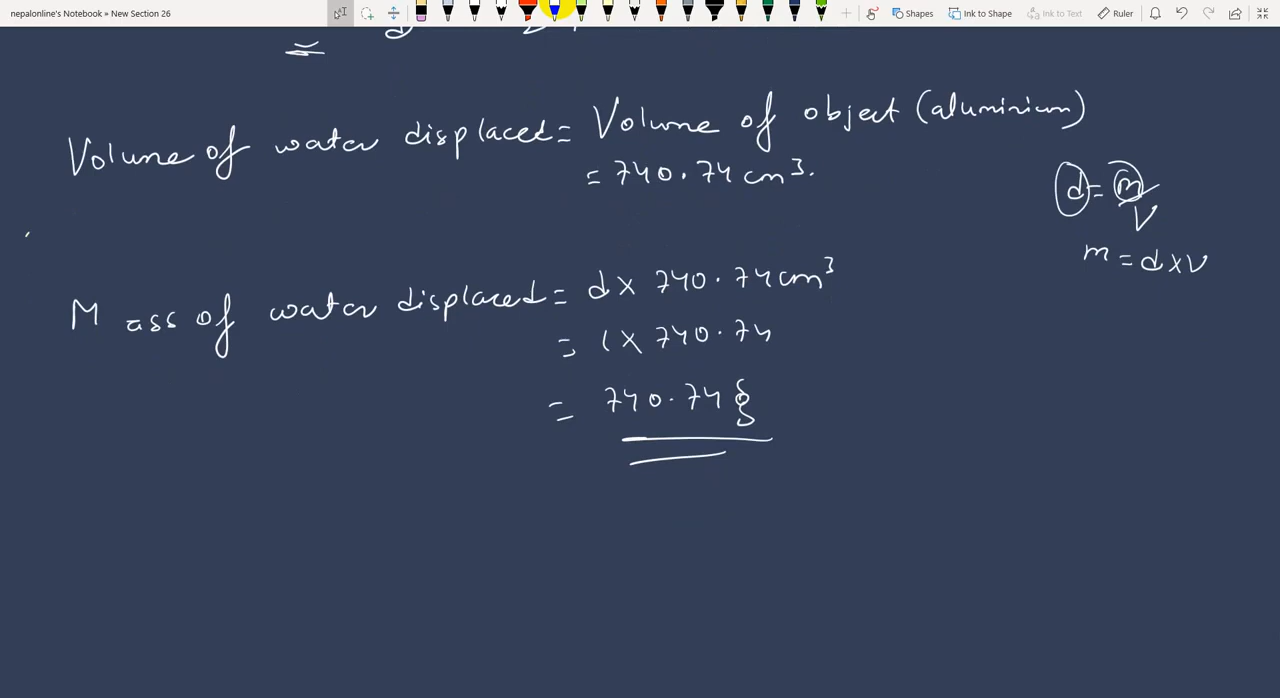 nepalonline's Notebook » New Section 26
Shapes Ink to Shape Ink to Text Ruler
Volume of water displaced = Volume of object (aluminium)
= 740.74 cm³.
d = m/V
m = d x V
Mass of water displaced = d x 740.74 cm³
= 1 x 740.74
= 740.74 g